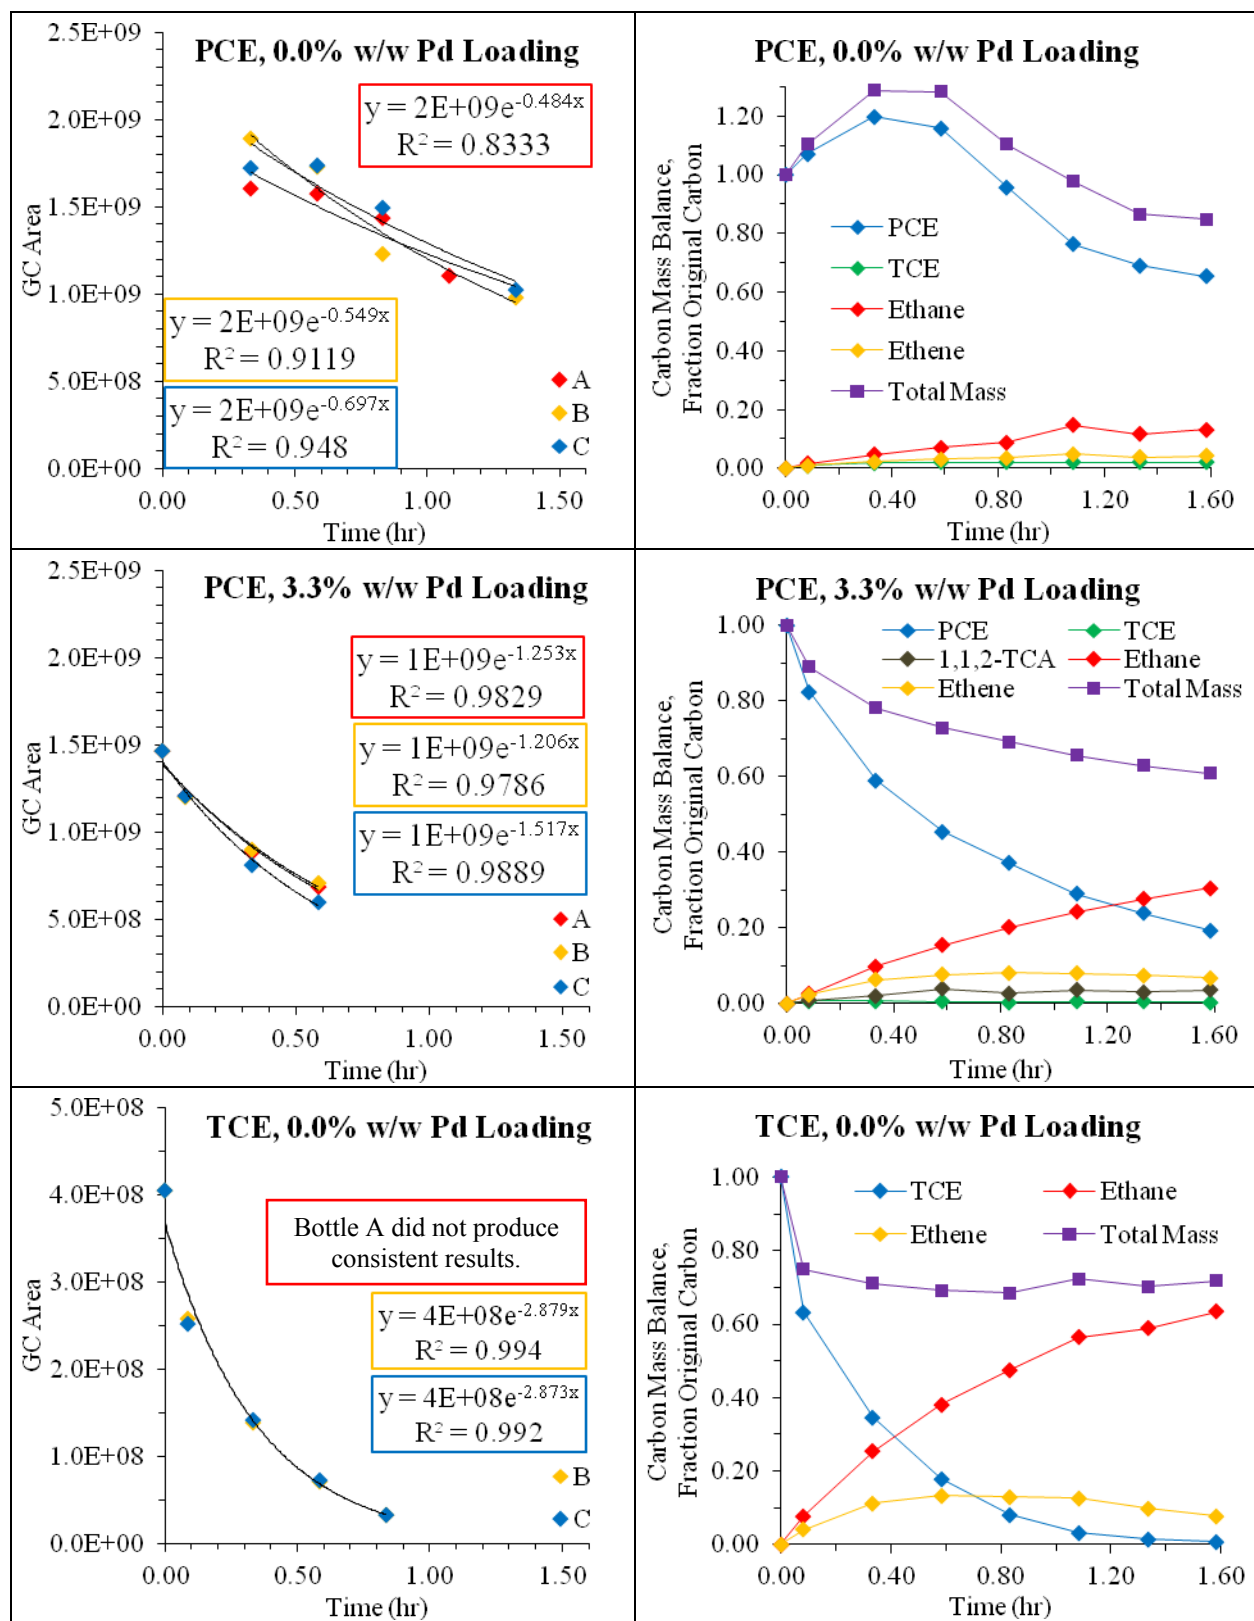 PCE, 0.0% w/w Pd Loading
GC Area
2.5E+09
2.0E+09
1.5E+09
1.0E+09
5.0E+08
0.0E+00
y = 2E+09e^-0.484x
R² = 0.8333
y = 2E+09e^-0.549x
R² = 0.9119
y = 2E+09e^-0.697x
R² = 0.948
A
B
C
0.00 0.50 1.00 1.50
Time (hr)
PCE, 0.0% w/w Pd Loading
Carbon Mass Balance,
Fraction Original Carbon
1.20
1.00
0.80
0.60
0.40
0.20
0.00
PCE
TCE
Ethane
Ethene
Total Mass
0.00 0.40 0.80 1.20 1.60
Time (hr)
PCE, 3.3% w/w Pd Loading
GC Area
2.5E+09
2.0E+09
1.5E+09
1.0E+09
5.0E+08
0.0E+00
y = 1E+09e^-1.253x
R² = 0.9829
y = 1E+09e^-1.206x
R² = 0.9786
y = 1E+09e^-1.517x
R² = 0.9889
A
B
C
0.00 0.50 1.00 1.50
Time (hr)
PCE, 3.3% w/w Pd Loading
Carbon Mass Balance,
Fraction Original Carbon
1.00
0.80
0.60
0.40
0.20
0.00
PCE TCE
1,1,2-TCA Ethane
Ethene Total Mass
0.00 0.40 0.80 1.20 1.60
Time (hr)
TCE, 0.0% w/w Pd Loading
GC Area
5.0E+08
4.0E+08
3.0E+08
2.0E+08
1.0E+08
0.0E+00
Bottle A did not produce
consistent results.
y = 4E+08e^-2.879x
R² = 0.994
y = 4E+08e^-2.873x
R² = 0.992
B
C
0.00 0.50 1.00 1.50
Time (hr)
TCE, 0.0% w/w Pd Loading
Carbon Mass Balance,
Fraction Original Carbon
1.00
0.80
0.60
0.40
0.20
0.00
TCE Ethane
Ethene Total Mass
0.00 0.40 0.80 1.20 1.60
Time (hr)